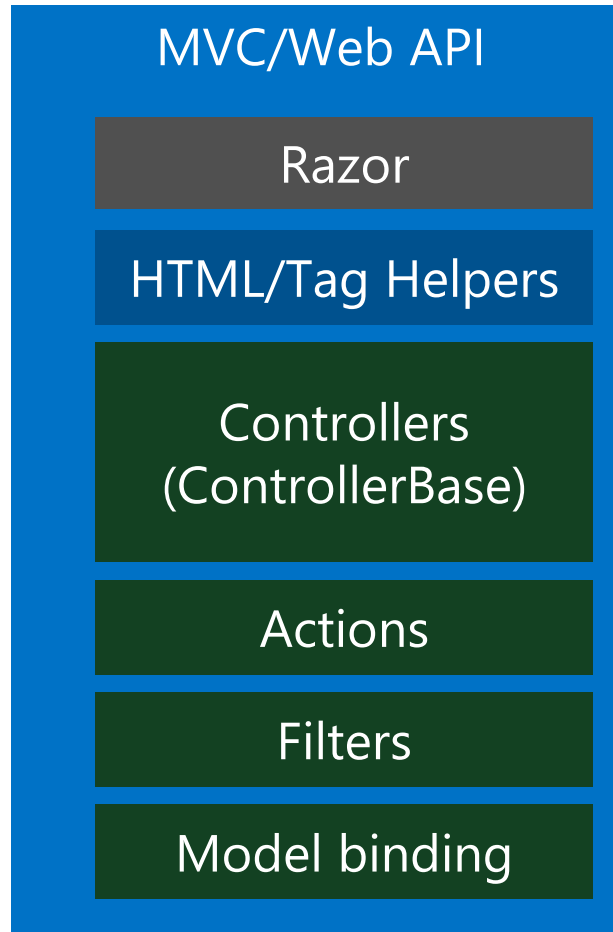 MVC/Web API
Razor
HTML/Tag Helpers
Controllers
(ControllerBase)
Actions
Filters
Model binding